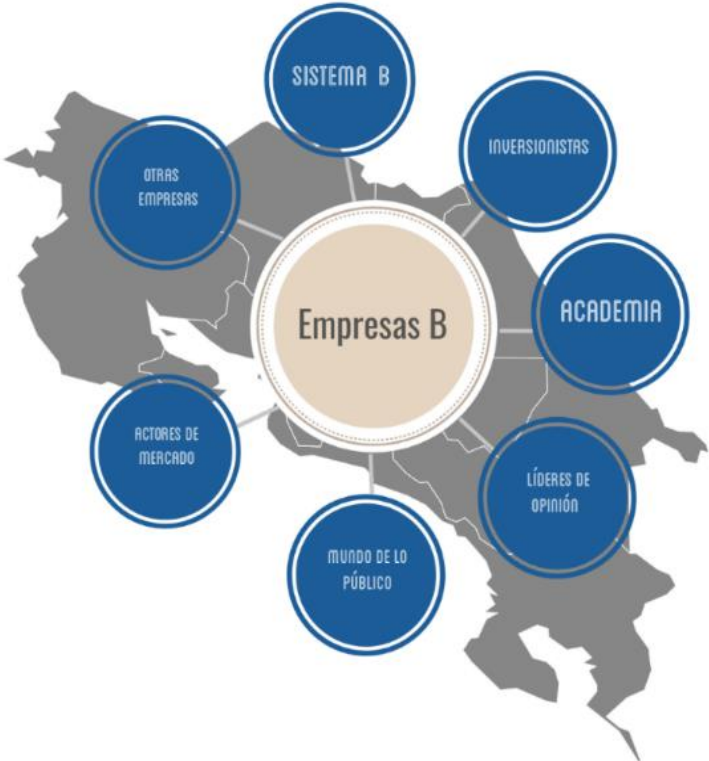 SISTEMA B
INVERSIONISTAS
OTRAS
EMPRESAS
Empresas B
ACADEMIA
ACTORES DE
MERCADO
LÍDERES DE
OPINIÓN
MUNDO DE LO
PÚBLICO